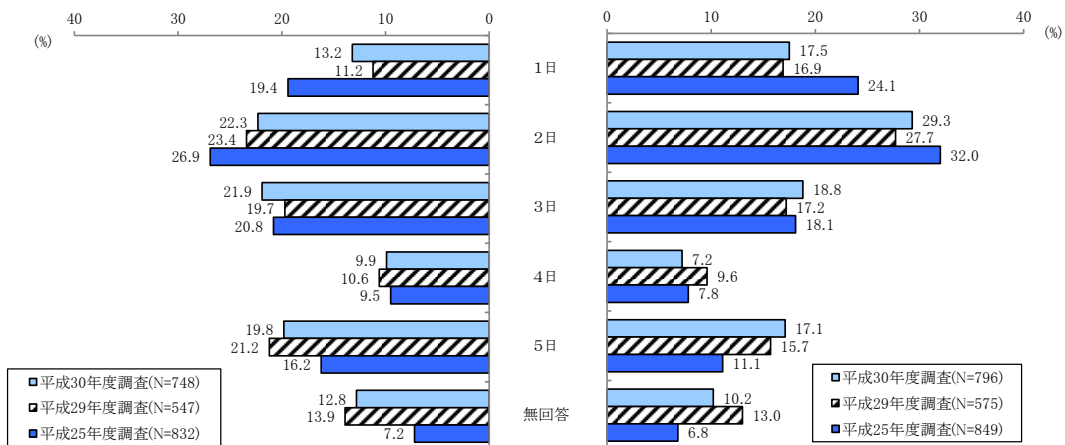 40 30 20 10 0
(%)
0 10 20 30 40
(%)
13.2 1日 17.5
11.2 16.9
19.4 24.1
22.3 2日 29.3
23.4 27.7
26.9 32.0
21.9 3日 18.8
19.7 17.2
20.8 18.1
9.9 4日 7.2
10.6 9.6
9.5 7.8
19.8 5日 17.1
21.2 15.7
16.2 11.1
12.8 無回答 10.2
13.9 13.0
7.2 6.8
平成30年度調査(N=748)
平成29年度調査(N=547)
平成25年度調査(N=832)
平成30年度調査(N=796)
平成29年度調査(N=575)
平成25年度調査(N=849)